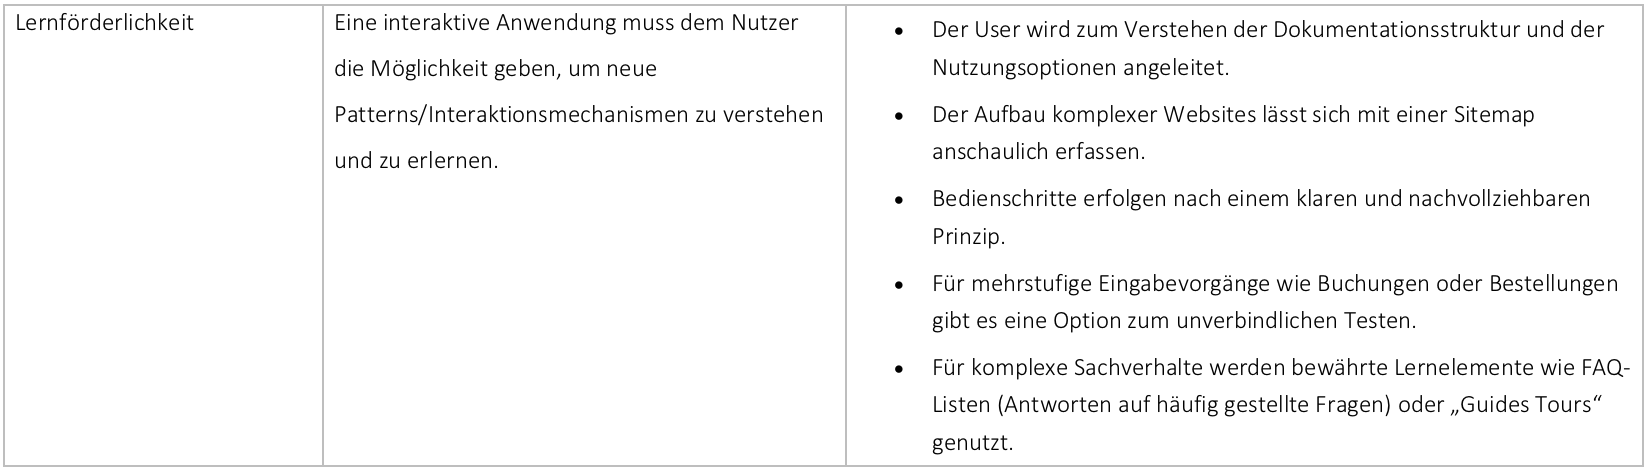 Lernförderlichkeit
Eine interaktive Anwendung muss dem Nutzer
die Möglichkeit geben, um neue
Patterns/Interaktionsmechanismen zu verstehen
und zu erlernen.
• Der User wird zum Verstehen der Dokumentationsstruktur und der
Nutzungsoptionen angeleitet.
• Der Aufbau komplexer Websites lässt sich mit einer Sitemap
anschaulich erfassen.
• Bedienschritte erfolgen nach einem klaren und nachvollziehbaren
Prinzip.
• Für mehrstufige Eingabevorgänge wie Buchungen oder Bestellungen
gibt es eine Option zum unverbindlichen Testen.
• Für komplexe Sachverhalte werden bewährte Lernelemente wie FAQ-
Listen (Antworten auf häufig gestellte Fragen) oder „Guides Tours“
genutzt.